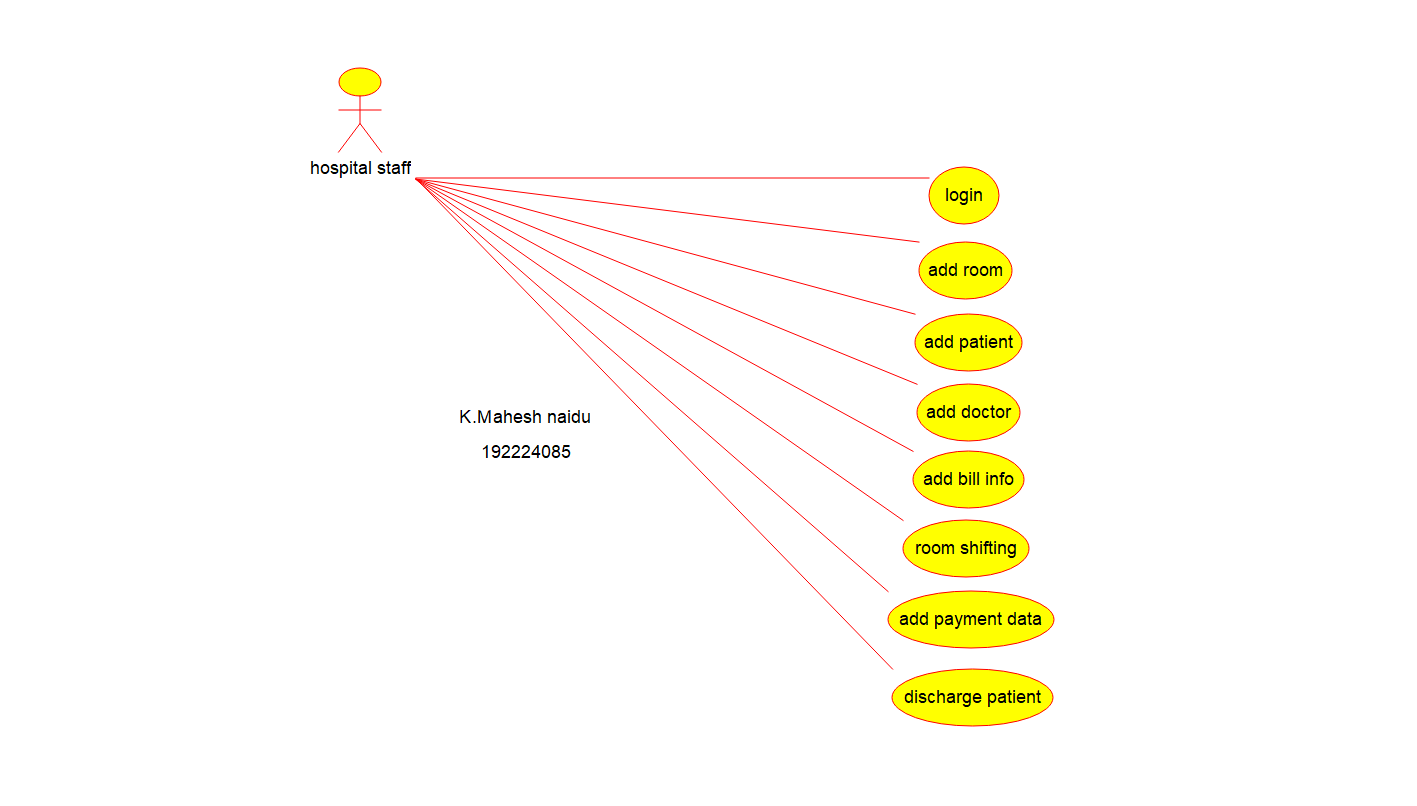 hospital staff
login
add room
add patient
add doctor
K.Mahesh naidu
192224085
add bill info
room shifting
add payment data
discharge patient